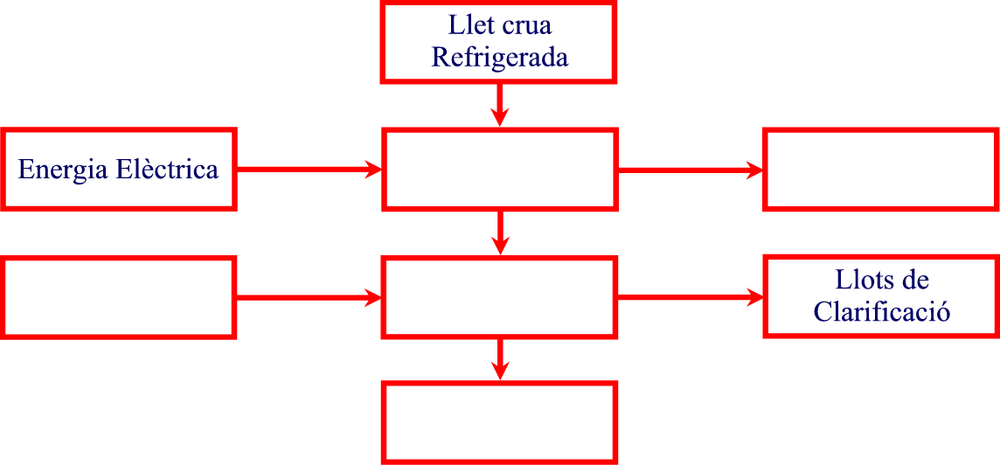 Llet crua
Refrigerada
Energia Elèctrica
Llots de
Clarificació